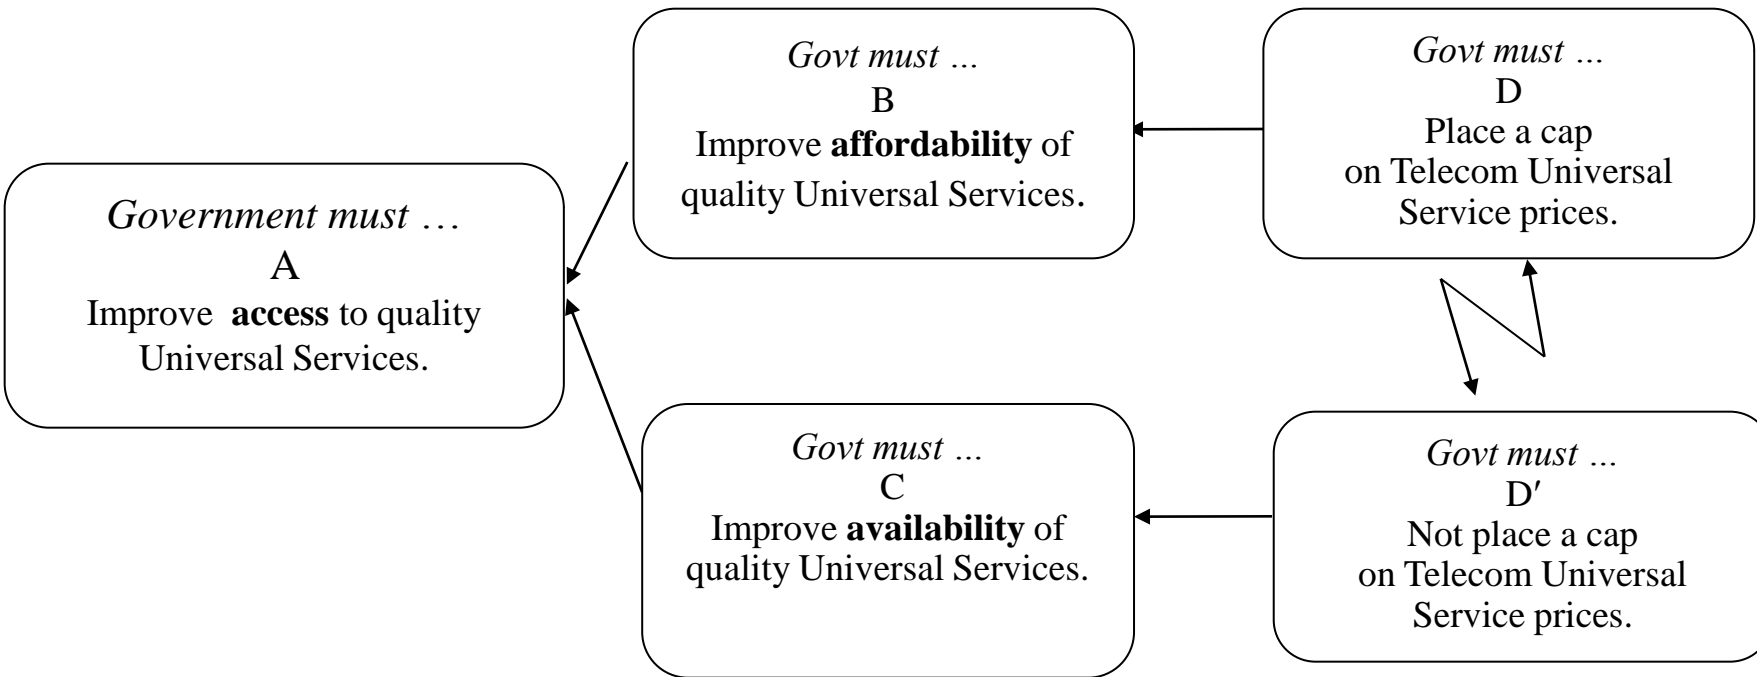 Government must …
A
Improve access to quality
Universal Services.
Govt must …
B
Improve affordability of
quality Universal Services.
Govt must …
C
Improve availability of
quality Universal Services.
Govt must …
D
Place a cap
on Telecom Universal
Service prices.
Govt must …
D′
Not place a cap
on Telecom Universal
Service prices.